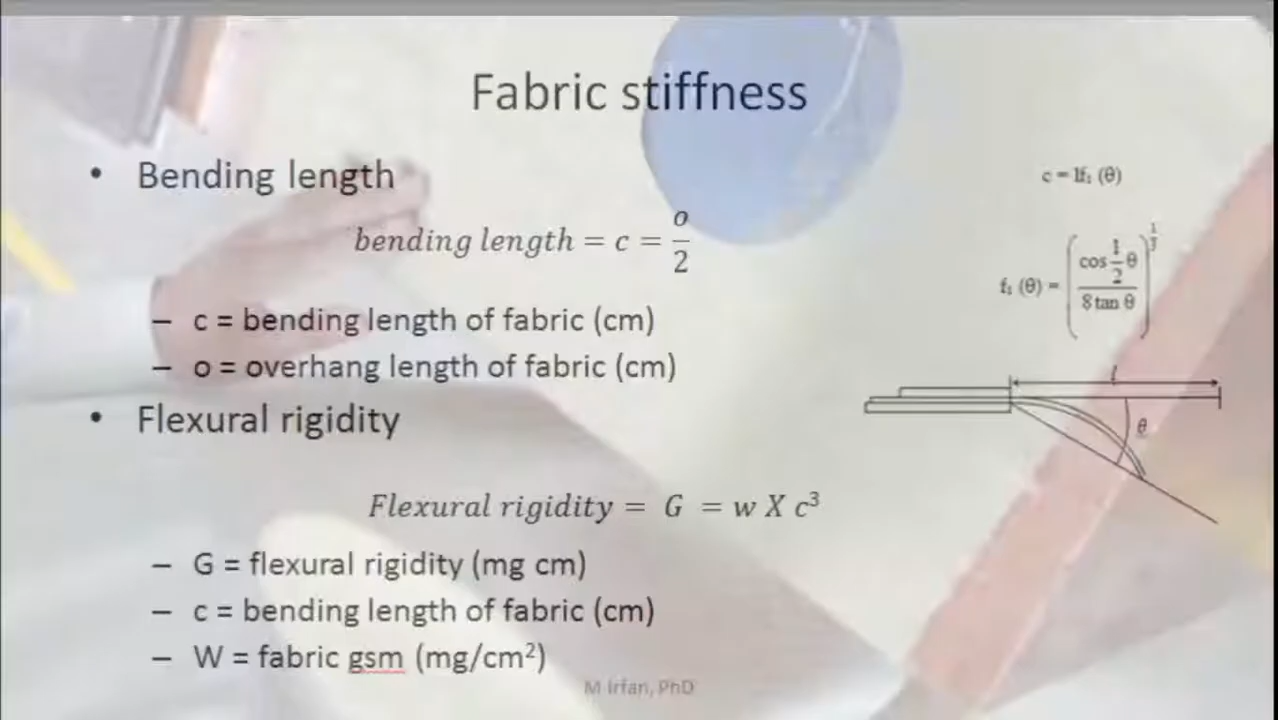 Fabric stiffness
• Bending length
bending length = c = o/2
– c = bending length of fabric (cm)
– o = overhang length of fabric (cm)
• Flexural rigidity
Flexural rigidity = G = w X c³
– G = flexural rigidity (mg cm)
– c = bending length of fabric (cm)
– W = fabric gsm (mg/cm²)
c = lf₁ (θ)
f₁ (θ) = (cos 1/2 θ / 8 tan θ)^1/3
l
θ
M Irfan, PhD